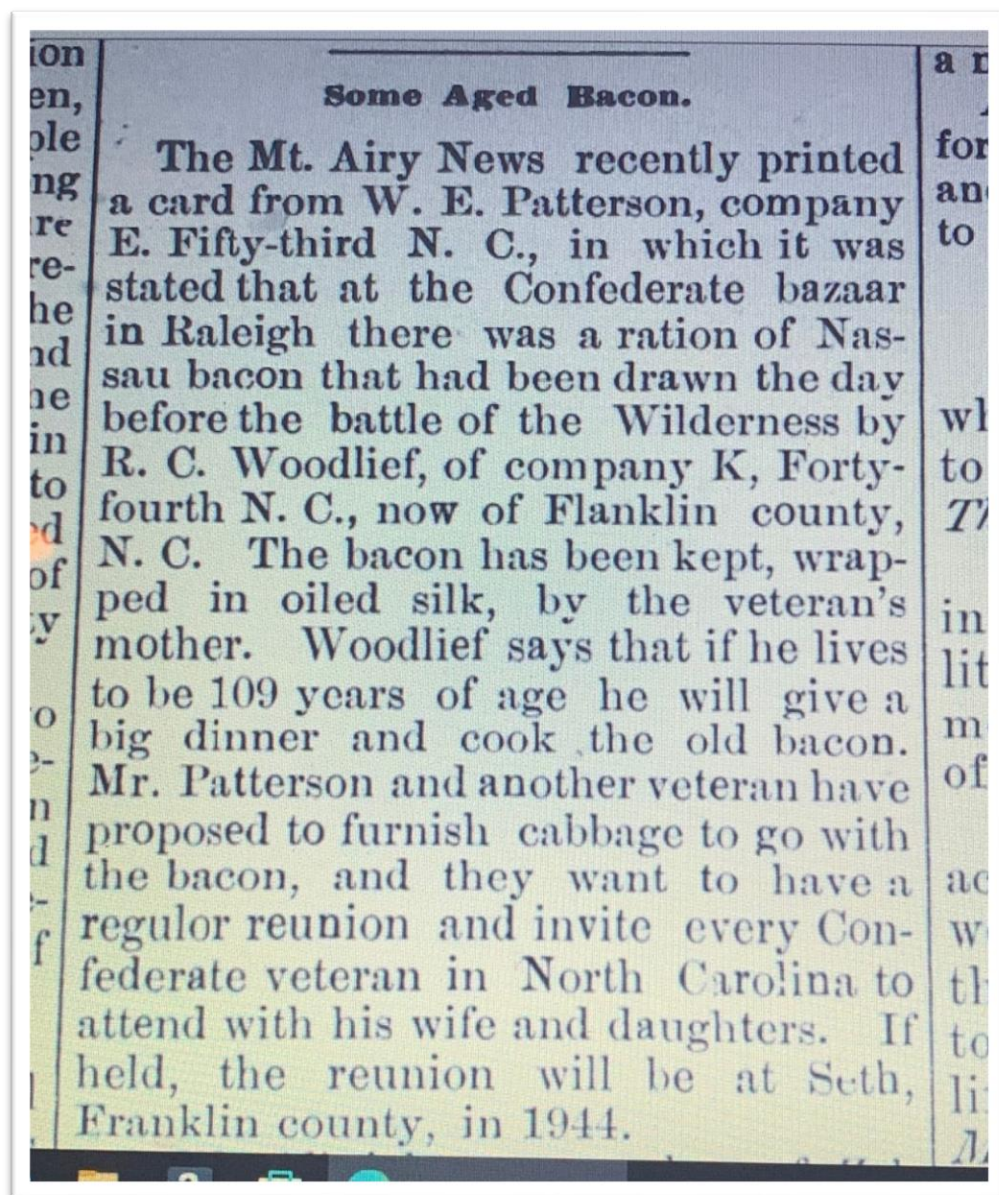 Some Aged Bacon.
The Mt. Airy News recently printed
a card from W. E. Patterson, company
E. Fifty-third N. C., in which it was
stated that at the Confederate bazaar
in Raleigh there was a ration of Nas-
sau bacon that had been drawn the day
before the battle of the Wilderness by
R. C. Woodlief, of company K, Forty-
fourth N. C., now of Flanklin county,
N. C. The bacon has been kept, wrap-
ped in oiled silk, by the veteran's
mother. Woodlief says that if he lives
to be 109 years of age he will give a
big dinner and cook the old bacon.
Mr. Patterson and another veteran have
proposed to furnish cabbage to go with
the bacon, and they want to have a
regulor reunion and invite every Con-
federate veteran in North Carolina to
attend with his wife and daughters. If
held, the reunion will be at Seth,
Franklin county, in 1944.